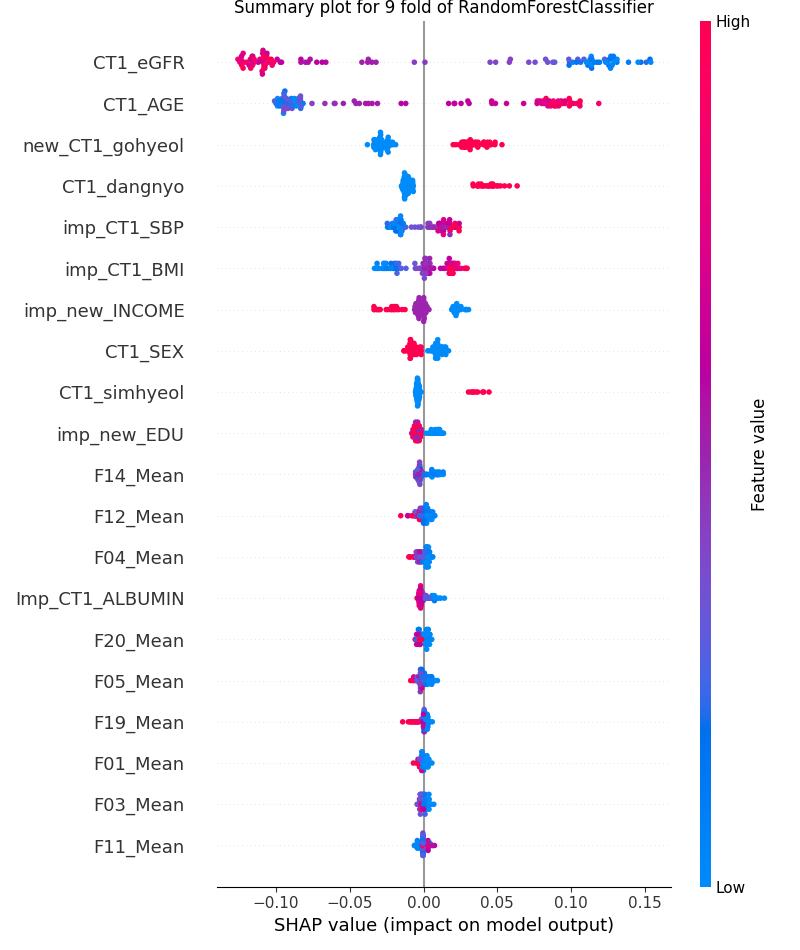 Summary plot for 9 fold of RandomForestClassifier
High
CT1_eGFR
CT1_AGE
new_CT1_gohyeol
CT1_dangnyo
imp_CT1_SBP
imp_CT1_BMI
imp_new_INCOME
CT1_SEX
CT1_simhyeol
imp_new_EDU
F14_Mean
F12_Mean
F04_Mean
Imp_CT1_ALBUMIN
F20_Mean
F05_Mean
F19_Mean
F01_Mean
F03_Mean
F11_Mean
Feature value
Low
−0.10 −0.05 0.00 0.05 0.10 0.15
SHAP value (impact on model output)